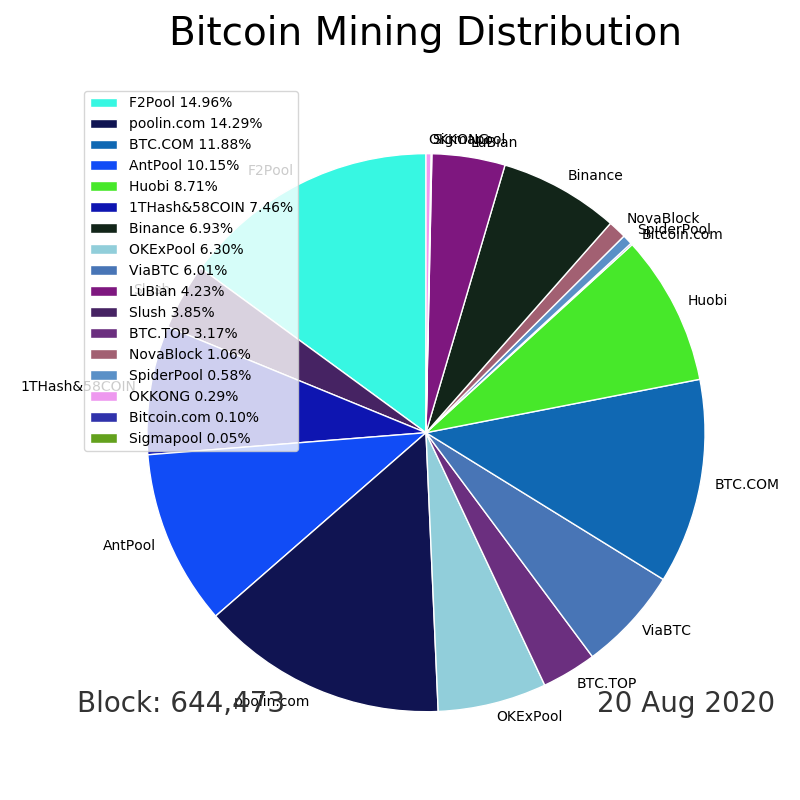 Bitcoin Mining Distribution
F2Pool 14.96%
poolin.com 14.29%
BTC.COM 11.88%
AntPool 10.15%
Huobi 8.71%
1THash&58COIN 7.46%
Binance 6.93%
OKExPool 6.30%
ViaBTC 6.01%
LuBian 4.23%
Slush 3.85%
BTC.TOP 3.17%
NovaBlock 1.06%
SpiderPool 0.58%
OKKONG 0.29%
Bitcoin.com 0.10%
Sigmapool 0.05%
OKKONG
Sigmapool
LuBian
Binance
NovaBlock
SpiderPool
Bitcoin.com
Huobi
BTC.COM
ViaBTC
BTC.TOP
OKExPool
poolin.com
AntPool
1THash&58COIN
Slush
F2Pool
Block: 644,473
20 Aug 2020